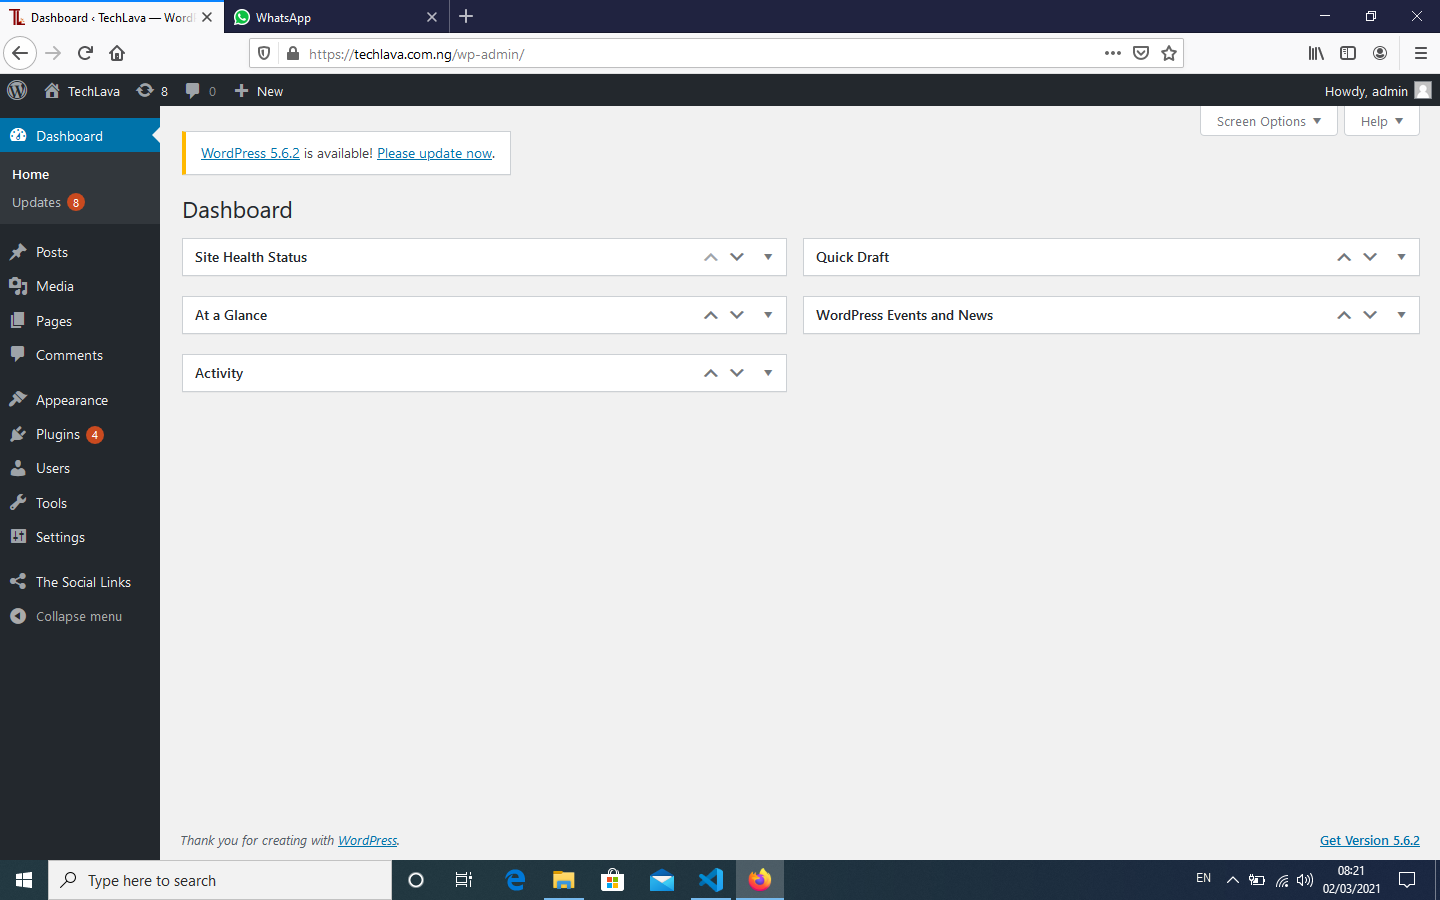 Dashboard ‹ TechLava — Word
WhatsApp
https://techlava.com.ng/wp-admin/
TechLava
8
0
New
Howdy, admin
Screen Options
Help
Dashboard
Home
Updates 8
Posts
Media
Pages
Comments
Appearance
Plugins 4
Users
Tools
Settings
The Social Links
Collapse menu
WordPress 5.6.2 is available! Please update now.
Dashboard
Site Health Status
At a Glance
Activity
Quick Draft
WordPress Events and News
Thank you for creating with WordPress.
Get Version 5.6.2
Type here to search
EN
08:21
02/03/2021